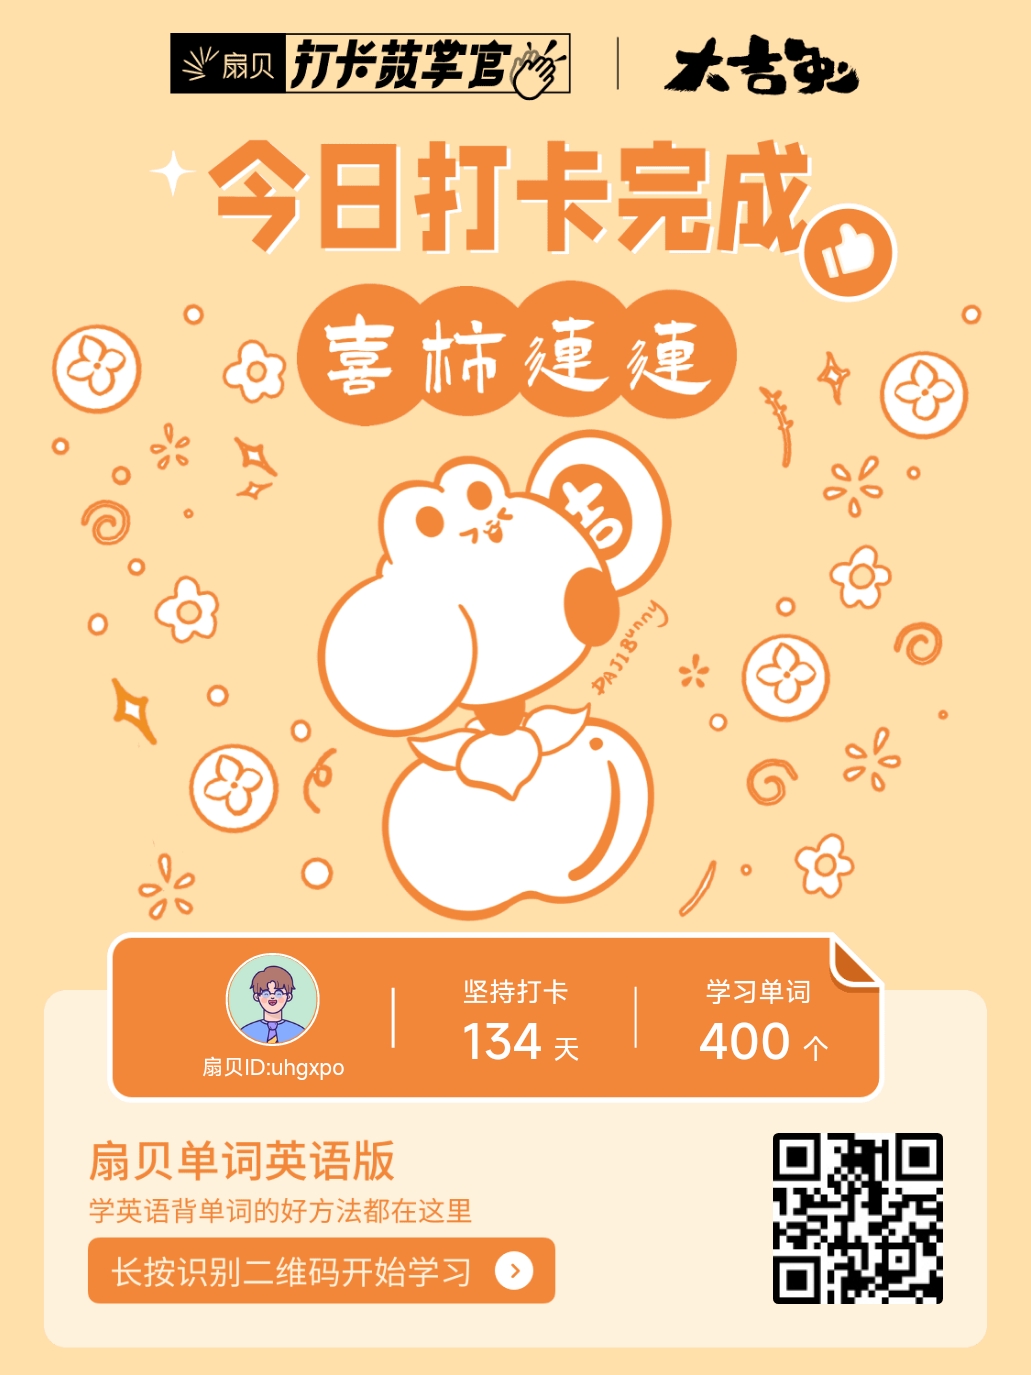 扇贝 打卡鼓掌官 大吉兔
今日打卡完成
喜柿連連
吉
DAJIBunny
坚持打卡 学习单词
134 天 400 个
扇贝ID:uhgxpo
扇贝单词英语版
学英语背单词的好方法都在这里
长按识别二维码开始学习